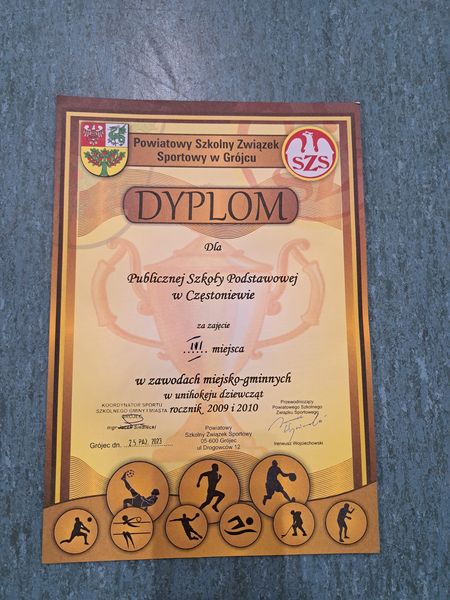 Powiatowy Szkolny Związek
Sportowy w Grójcu
SZS
DYPLOM
Dla
Publicznej Szkoły Podstawowej
w Częstoniewie
za zajęcie
III miejsca
w zawodach miejsko-gminnych
w unihokeju dziewcząt
rocznik 2009 i 2010
KOORDYNATOR SPORTU
SZKOLNEGO GMINY I MIASTA
GRÓJEC
mgr
Grójec dn. 25 PAŹ. 2023
Powiatowy
Szkolny Związek Sportowy
05-600 Grójec
ul Drogowców 12
Przewodniczący
Powiatowego Szkolnego
Związku Sportowego
Ireneusz Wojciechowski